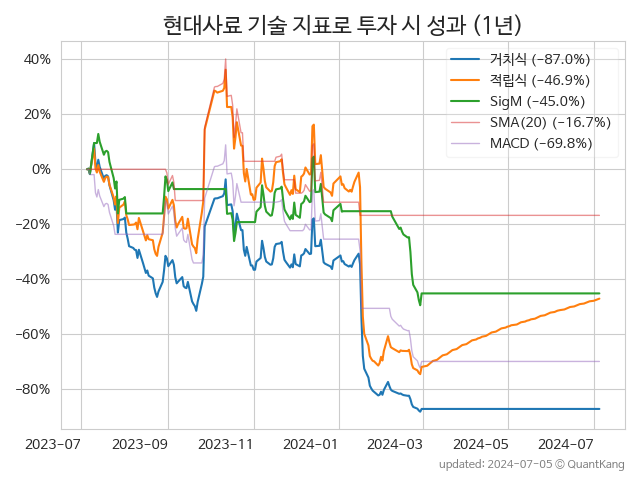 현대사료 기술 지표로 투자 시 성과 (1년)
거치식 (−87.0%)
적립식 (−46.9%)
SigM (−45.0%)
SMA(20) (−16.7%)
MACD (−69.8%)
40%
20%
0%
−20%
−40%
−60%
−80%
2023-07 2023-09 2023-11 2024-01 2024-03 2024-05 2024-07
updated: 2024-07-05 © QuantKang